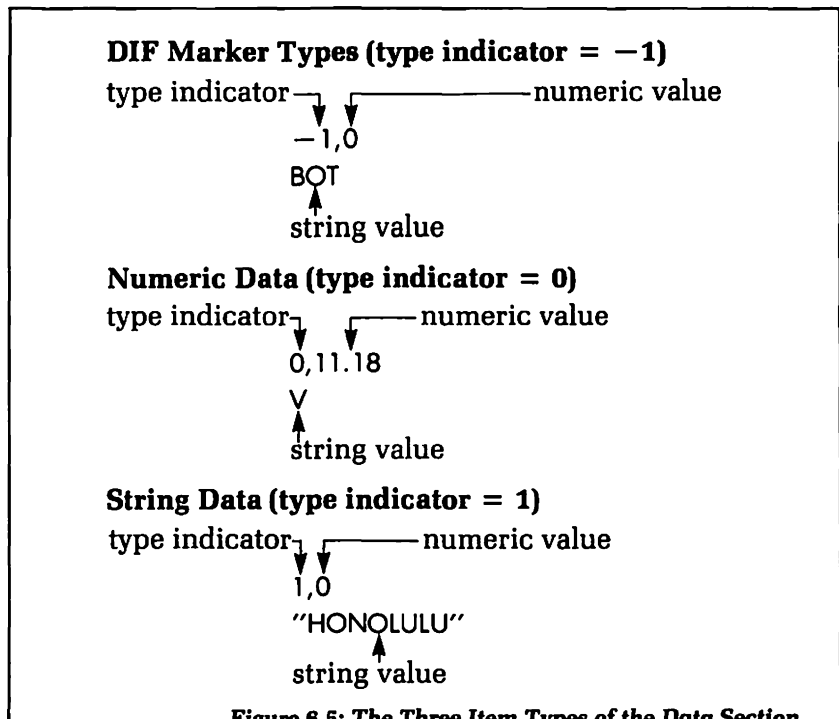 DIF Marker Types (type indicator = −1)
type indicator numeric value
−1,0
BOT
string value
Numeric Data (type indicator = 0)
type indicator numeric value
0,11.18
V
string value
String Data (type indicator = 1)
type indicator numeric value
1,0
"HONOLULU"
string value
Figure 6.5: The Three Item Types of the Data Section